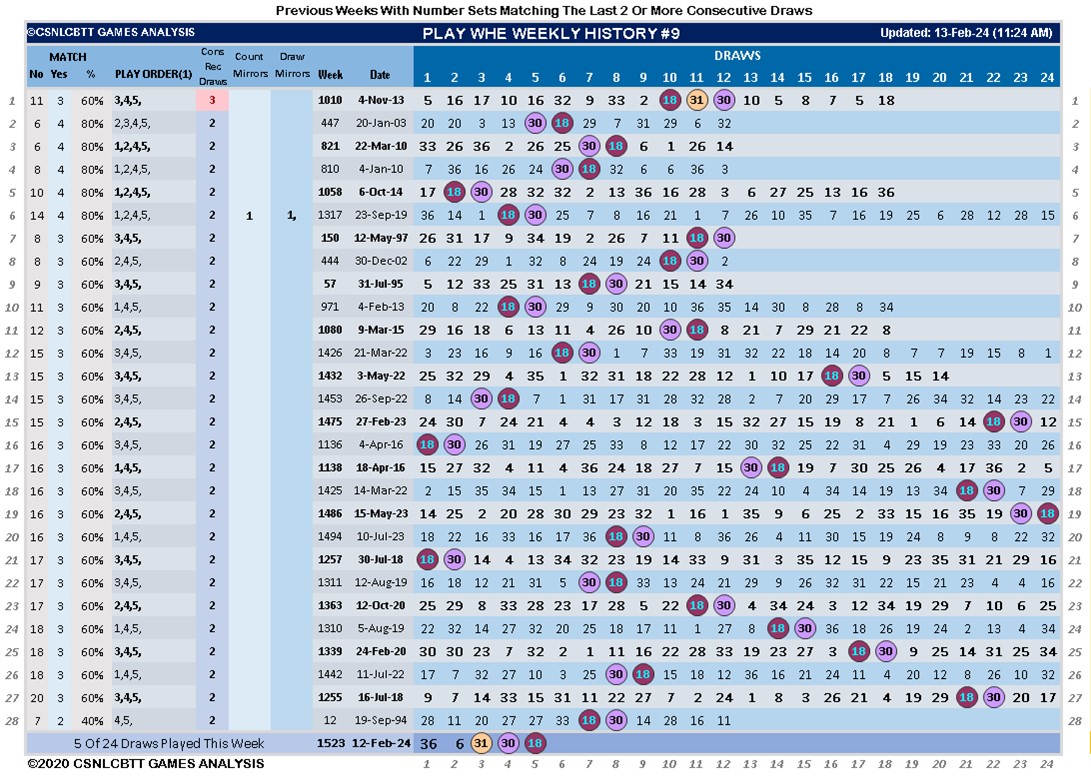 Previous Weeks With Number Sets Matching The Last 2 Or More Consecutive Draws
©CSNLCBTT GAMES ANALYSIS PLAY WHE WEEKLY HISTORY #9 Updated: 13-Feb-24 (11:24 AM)
MATCH Cons Rec Draws Count Mirrors Draw Mirrors DRAWS
No Yes % PLAY ORDER(1) Week Date 1 2 3 4 5 6 7 8 9 10 11 12 13 14 15 16 17 18 19 20 21 22 23 24
1 11 3 60% 3,4,5, 3 1010 4-Nov-13 5 16 17 10 16 32 9 33 2 18 31 30 10 5 8 7 5 18 1
2 6 4 80% 2,3,4,5, 2 447 20-Jan-03 20 20 3 13 30 18 29 7 31 29 6 32 2
3 6 4 80% 1,2,4,5, 2 821 22-Mar-10 33 26 36 2 26 25 30 18 6 1 26 14 3
4 8 4 80% 1,2,4,5, 2 810 4-Jan-10 7 36 16 26 24 30 18 32 6 6 36 3 4
5 10 4 80% 1,2,4,5, 2 1058 6-Oct-14 17 18 30 28 32 32 2 13 36 16 28 3 6 27 25 13 16 36 5
6 14 4 80% 1,2,4,5, 2 1 1, 1317 23-Sep-19 36 14 1 18 30 25 7 8 16 21 1 7 26 10 35 7 16 19 25 6 28 12 28 15 6
7 8 3 60% 3,4,5, 2 150 12-May-97 26 31 17 9 34 19 2 26 7 11 18 30 7
8 8 3 60% 3,4,5, 2 444 30-Dec-02 6 22 29 1 32 8 24 19 24 18 30 2 8
9 9 3 60% 3,4,5, 2 57 31-Jul-95 5 12 33 25 31 13 18 30 21 15 14 34 9
10 11 3 60% 1,4,5, 2 971 4-Feb-13 20 8 22 18 30 29 9 30 20 10 36 35 14 30 8 28 8 34 10
11 12 3 60% 2,4,5, 2 1080 9-Mar-15 29 16 18 6 13 11 4 26 10 30 18 8 21 7 29 21 22 8 11
12 15 3 60% 3,4,5, 2 1426 21-Mar-22 3 23 16 9 16 18 30 1 7 33 19 31 32 22 18 14 20 8 7 7 19 15 8 1 12
13 15 3 60% 3,4,5, 2 1432 3-May-22 25 32 29 4 35 1 32 31 18 22 28 12 1 10 17 18 30 5 15 14 13
14 15 3 60% 3,4,5, 2 1453 26-Sep-22 8 14 30 18 7 1 31 17 31 28 32 28 2 7 20 29 17 7 26 34 32 14 23 22 14
15 16 3 60% 2,4,5, 2 1475 27-Feb-23 24 30 7 24 21 4 4 3 12 18 3 15 32 27 15 19 8 21 1 6 14 18 30 12 15
16 16 3 60% 3,4,5, 2 1136 4-Apr-16 18 30 26 31 19 27 25 33 8 12 17 22 30 32 25 22 4 21 29 19 23 33 20 26 16
17 16 3 60% 1,4,5, 2 1138 18-Apr-16 15 27 32 4 11 4 36 24 18 27 7 15 30 18 19 7 30 25 26 4 17 36 2 5 17
18 16 3 60% 3,4,5, 2 1425 14-Mar-22 2 15 35 34 15 1 13 27 31 20 35 22 24 10 4 34 14 19 13 34 18 30 7 29 18
19 16 3 60% 2,4,5, 2 1486 15-May-23 14 25 2 20 28 30 29 23 32 1 16 1 35 9 6 25 2 33 15 16 35 19 30 18 19
20 16 3 60% 3,4,5, 2 1494 10-Jul-23 18 22 16 33 16 17 36 18 30 11 8 36 26 4 11 30 15 19 24 8 9 8 22 32 20
21 17 3 60% 3,4,5, 2 1257 30-Jul-18 18 30 14 4 13 34 32 22 19 14 33 9 31 3 35 12 15 9 23 35 31 21 29 16 21
22 17 3 60% 3,4,5, 2 1311 12-Aug-19 16 18 12 21 31 5 30 18 33 13 24 21 29 9 26 32 31 22 15 21 23 4 4 16 22
23 17 3 60% 2,4,5, 2 1363 12-Oct-20 25 29 8 33 28 23 17 28 5 22 18 30 4 34 24 3 12 34 19 29 7 10 6 25 23
24 18 3 60% 1,4,5, 2 1310 5-Aug-19 22 32 14 27 32 20 25 18 17 11 1 27 8 18 30 36 18 26 19 24 2 13 4 34 24
25 18 3 60% 3,4,5, 2 1339 24-Feb-20 30 30 23 7 32 2 1 11 16 22 28 33 19 23 27 3 18 30 9 25 14 31 25 34 25
26 18 3 60% 1,4,5, 2 1442 11-Jul-22 17 7 32 27 10 3 25 30 18 15 18 12 36 16 21 24 11 4 20 12 8 26 10 32 26
27 20 3 60% 3,4,5, 2 1255 16-Jul-18 9 7 14 33 15 31 11 22 27 7 2 24 1 8 3 26 21 4 19 29 18 30 20 17 27
28 7 2 40% 4,5, 2 12 19-Sep-94 28 11 20 27 27 33 18 30 14 28 16 11 28
5 Of 24 Draws Played This Week 1523 12-Feb-24 36 6 31 30 18
©2020 CSNLCBTT GAMES ANALYSIS 1 2 3 4 5 6 7 8 9 10 11 12 13 14 15 16 17 18 19 20 21 22 23 24